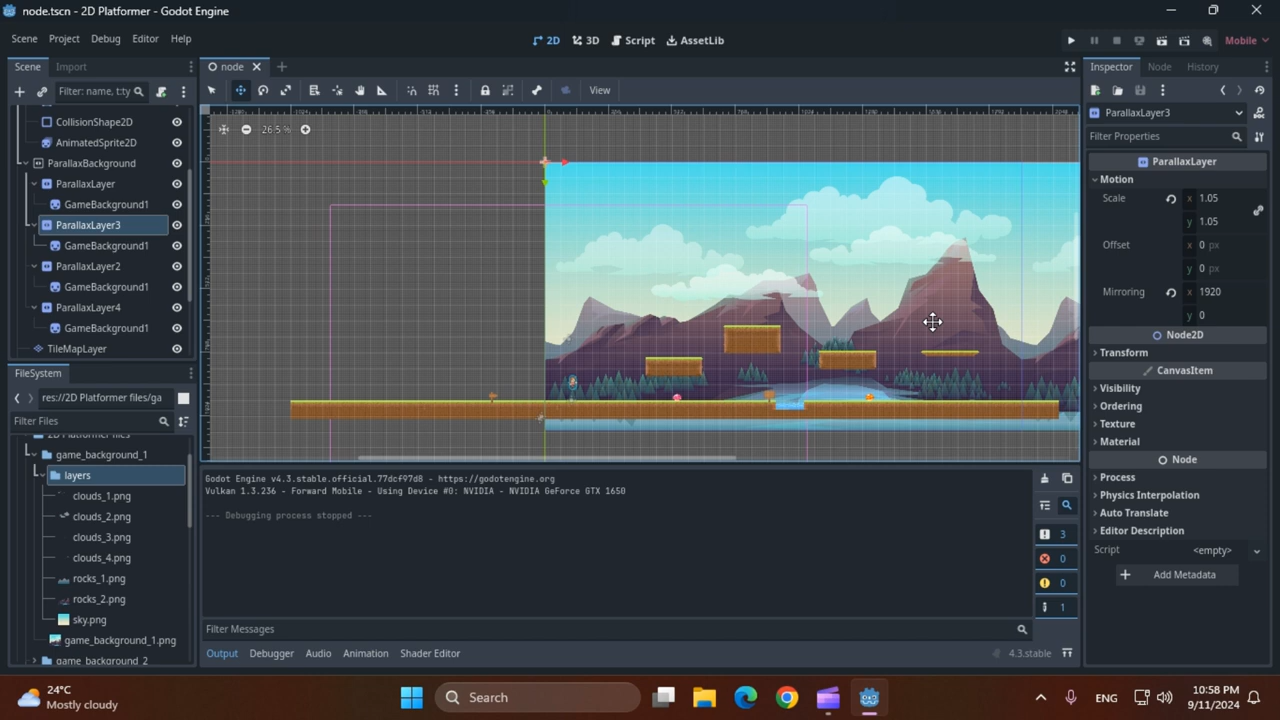 node.tscn - 2D Platformer - Godot Engine
Scene Project Debug Editor Help
2D 3D Script AssetLib
Mobile
Scene Import
Filter: name, t:ty
CollisionShape2D
AnimatedSprite2D
ParallaxBackground
ParallaxLayer
GameBackground1
ParallaxLayer3
GameBackground1
ParallaxLayer2
GameBackground1
ParallaxLayer4
GameBackground1
TileMapLayer
FileSystem
res://2D Platformer files/ga
Filter Files
2D Platformer files
game_background_1
layers
clouds_1.png
clouds_2.png
clouds_3.png
clouds_4.png
rocks_1.png
rocks_2.png
sky.png
game_background_1.png
game_background_2
node
View
26.5 %
Godot Engine v4.3.stable.official.77dcf97d8 - https://godotengine.org
Vulkan 1.3.236 - Forward Mobile - Using Device #0: NVIDIA - NVIDIA GeForce GTX 1650
--- Debugging process stopped ---
3
0
0
1
Filter Messages
Output Debugger Audio Animation Shader Editor
4.3.stable
Inspector Node History
ParallaxLayer3
Filter Properties
ParallaxLayer
Motion
Scale x 1.05
y 1.05
Offset x 0 px
y 0 px
Mirroring x 1920
y 0
Node2D
Transform
CanvasItem
Visibility
Ordering
Texture
Material
Node
Process
Physics Interpolation
Auto Translate
Editor Description
Script <empty>
Add Metadata
24°C
Mostly cloudy
Search
ENG
10:58 PM
9/11/2024